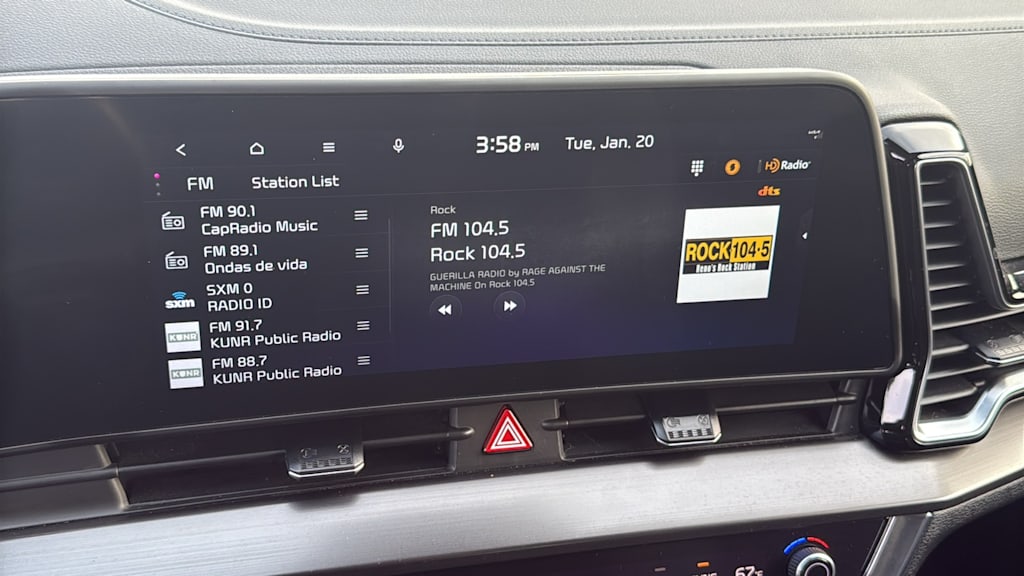 3:58 PM Tue, Jan, 20
FM Station List
HD Radio
dts
FM 90.1
CapRadio Music
FM 89.1
Ondas de vida
sxm
SXM 0
RADIO ID
KUNR
FM 91.7
KUNR Public Radio
KUNR
FM 88.7
KUNR Public Radio
Rock
FM 104.5
Rock 104.5
GUERILLA RADIO by RAGE AGAINST THE
MACHINE On Rock 104.5
ROCK 104.5
Reno's Rock Station
67°F